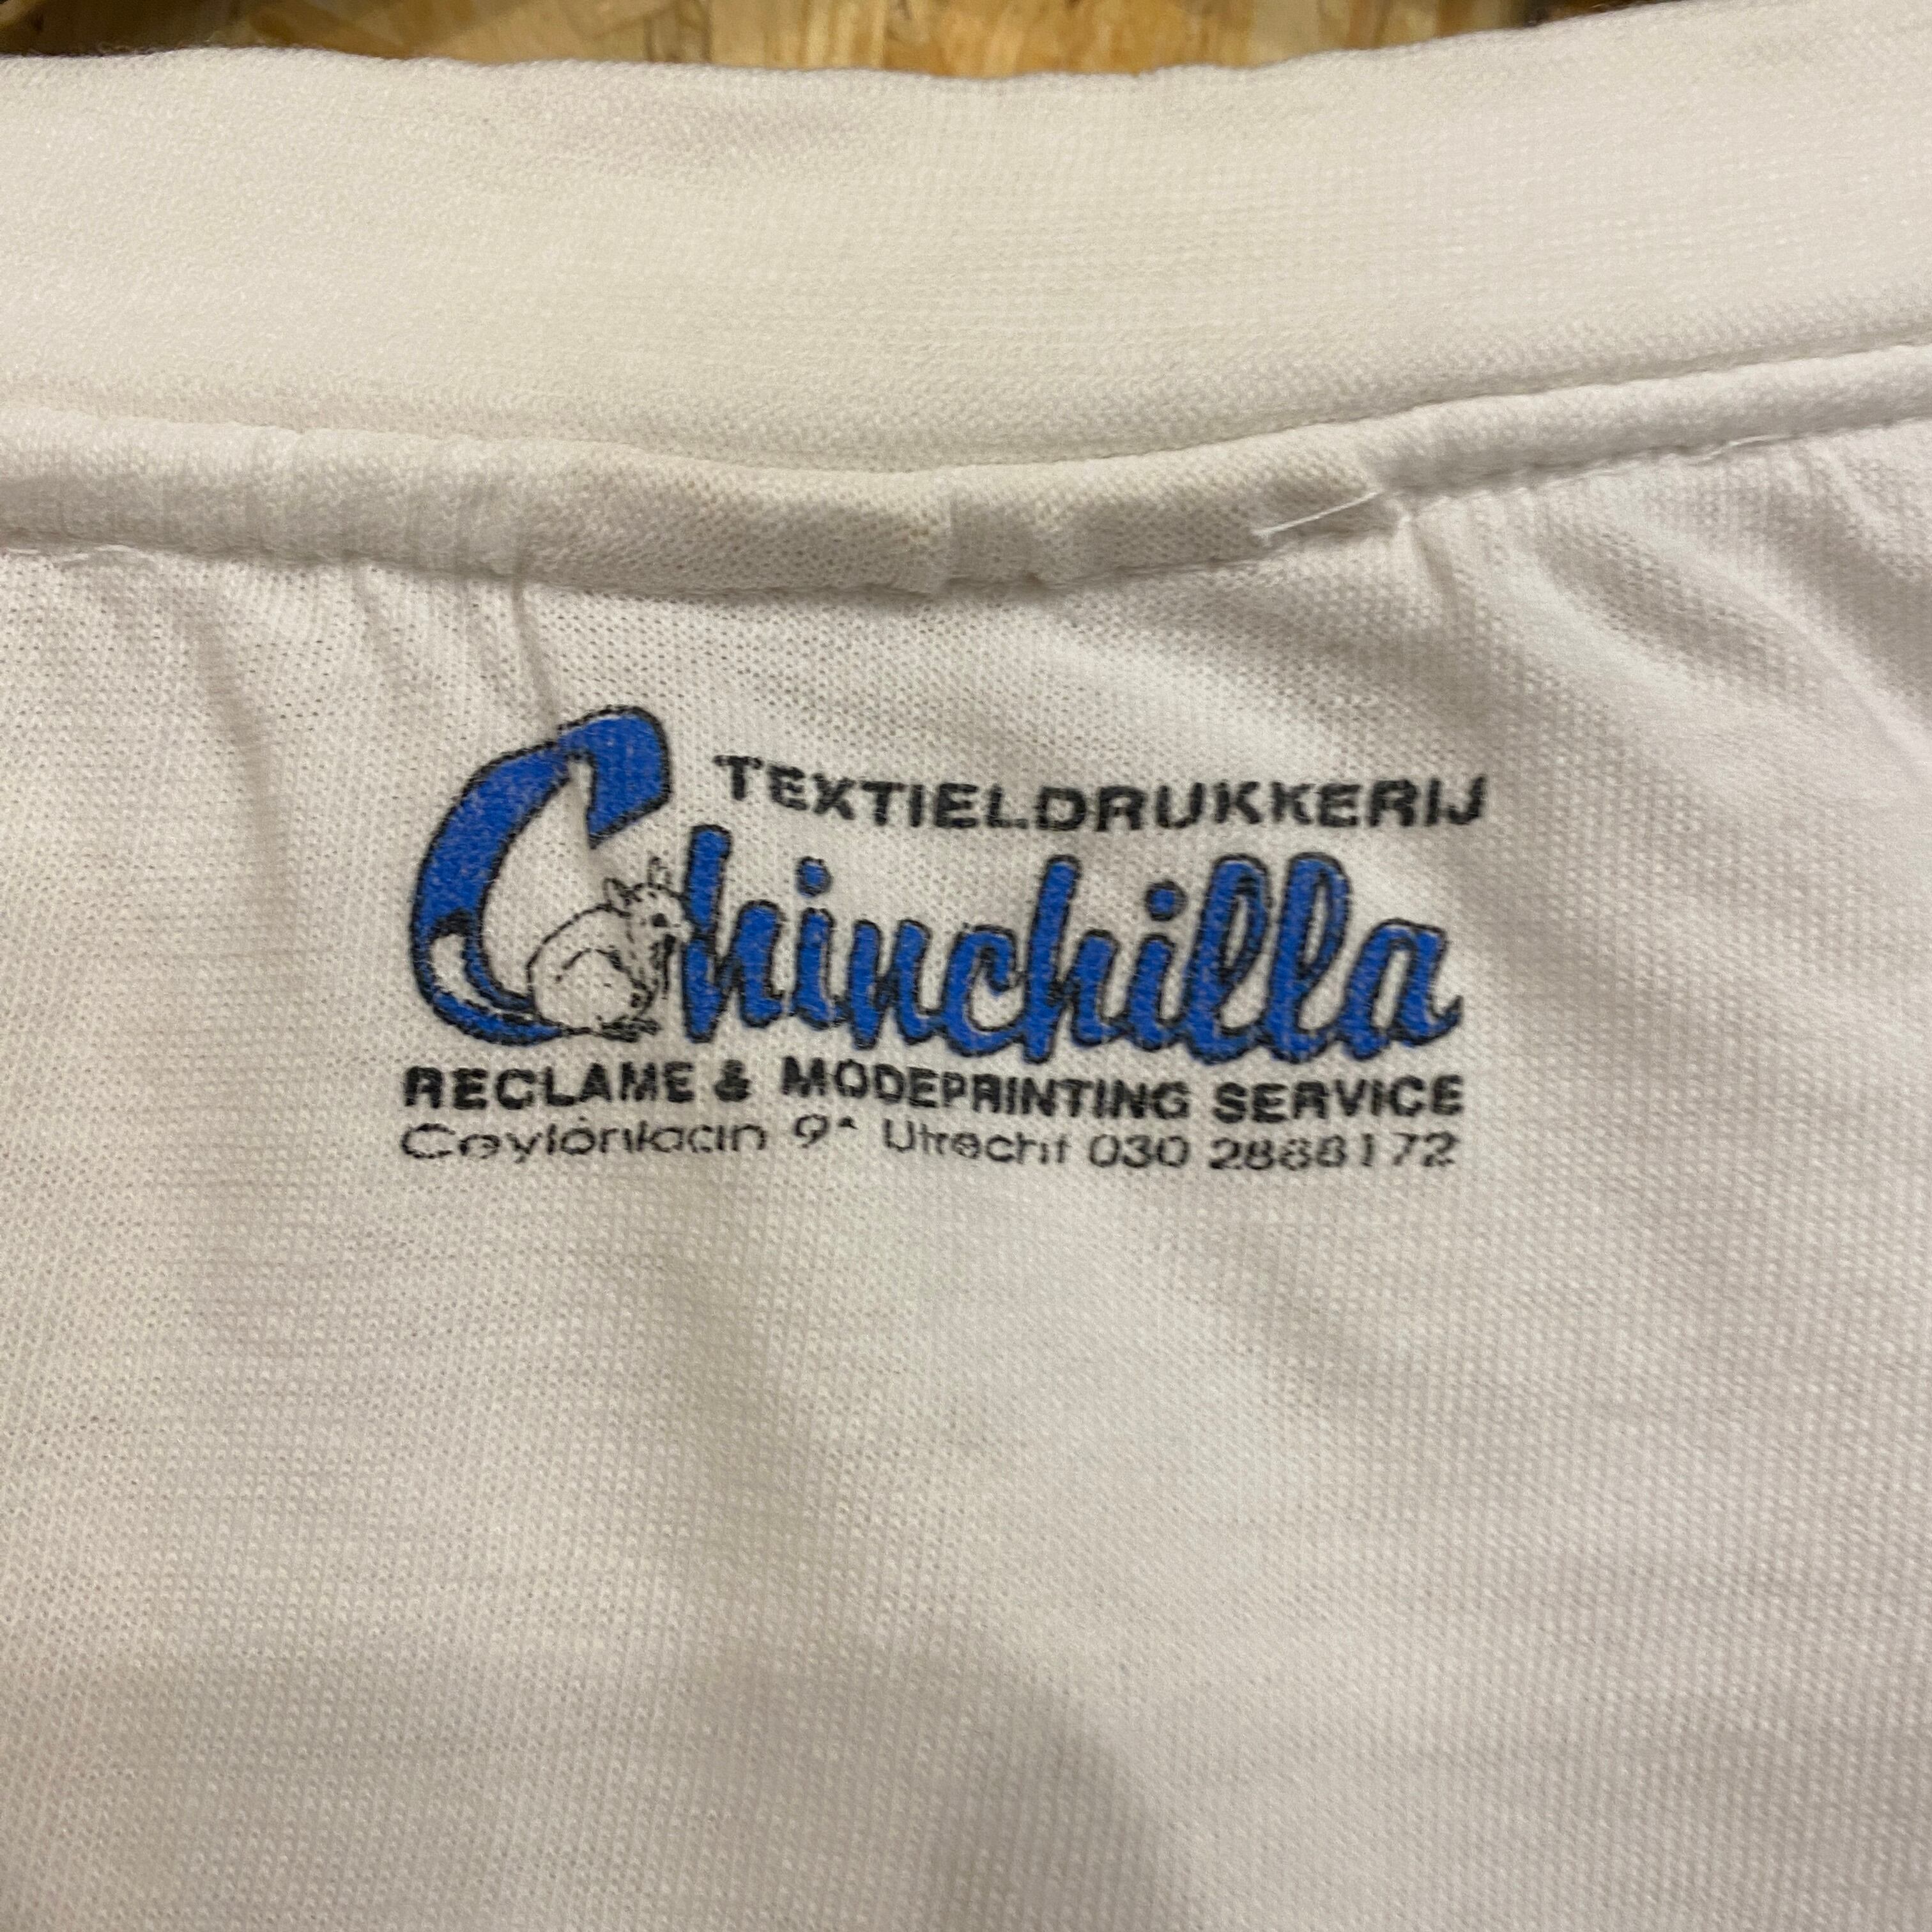 TEXTIELDRUKKERIJ
Chinchilla
RECLAME & MODEPRINTING SERVICE
Ceylonlaan 9ᴬ Utrecht 030 2888172